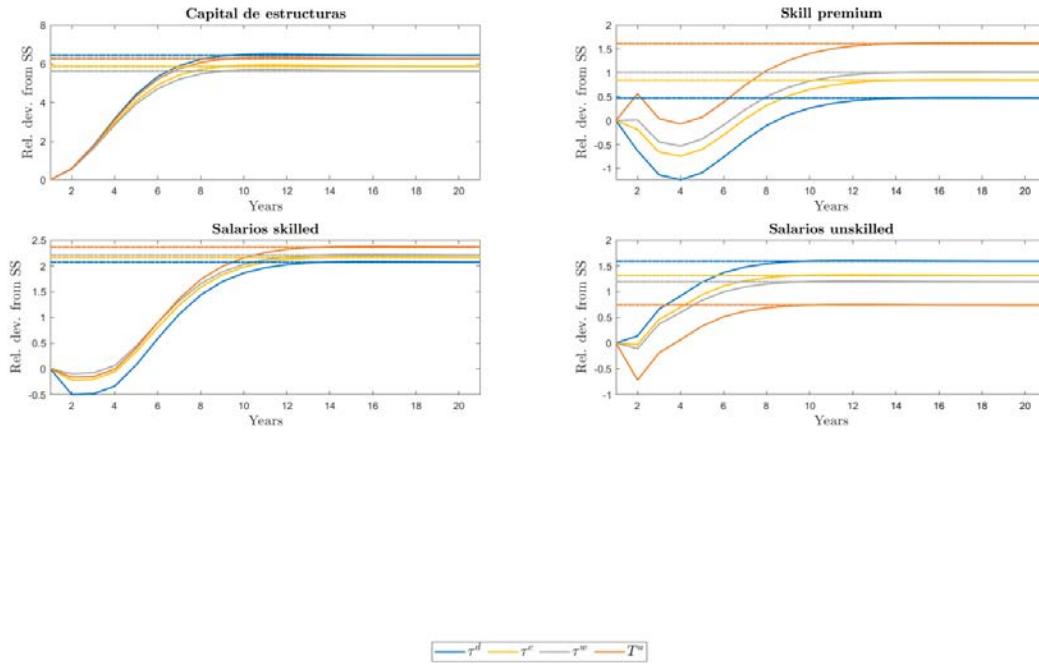 Capital de estructuras
8
6
4
2
0
Rel. dev. from SS
2 4 6 8 10 12 14 16 18 20
Years
Skill premium
2
1.5
1
0.5
0
-0.5
-1
Rel. dev. from SS
2 4 6 8 10 12 14 16 18 20
Years
Salarios skilled
2.5
2
1.5
1
0.5
0
-0.5
Rel. dev. from SS
2 4 6 8 10 12 14 16 18 20
Years
Salarios unskilled
2
1.5
1
0.5
0
-0.5
-1
Rel. dev. from SS
2 4 6 8 10 12 14 16 18 20
Years
τ^d τ^c τ^w T^u